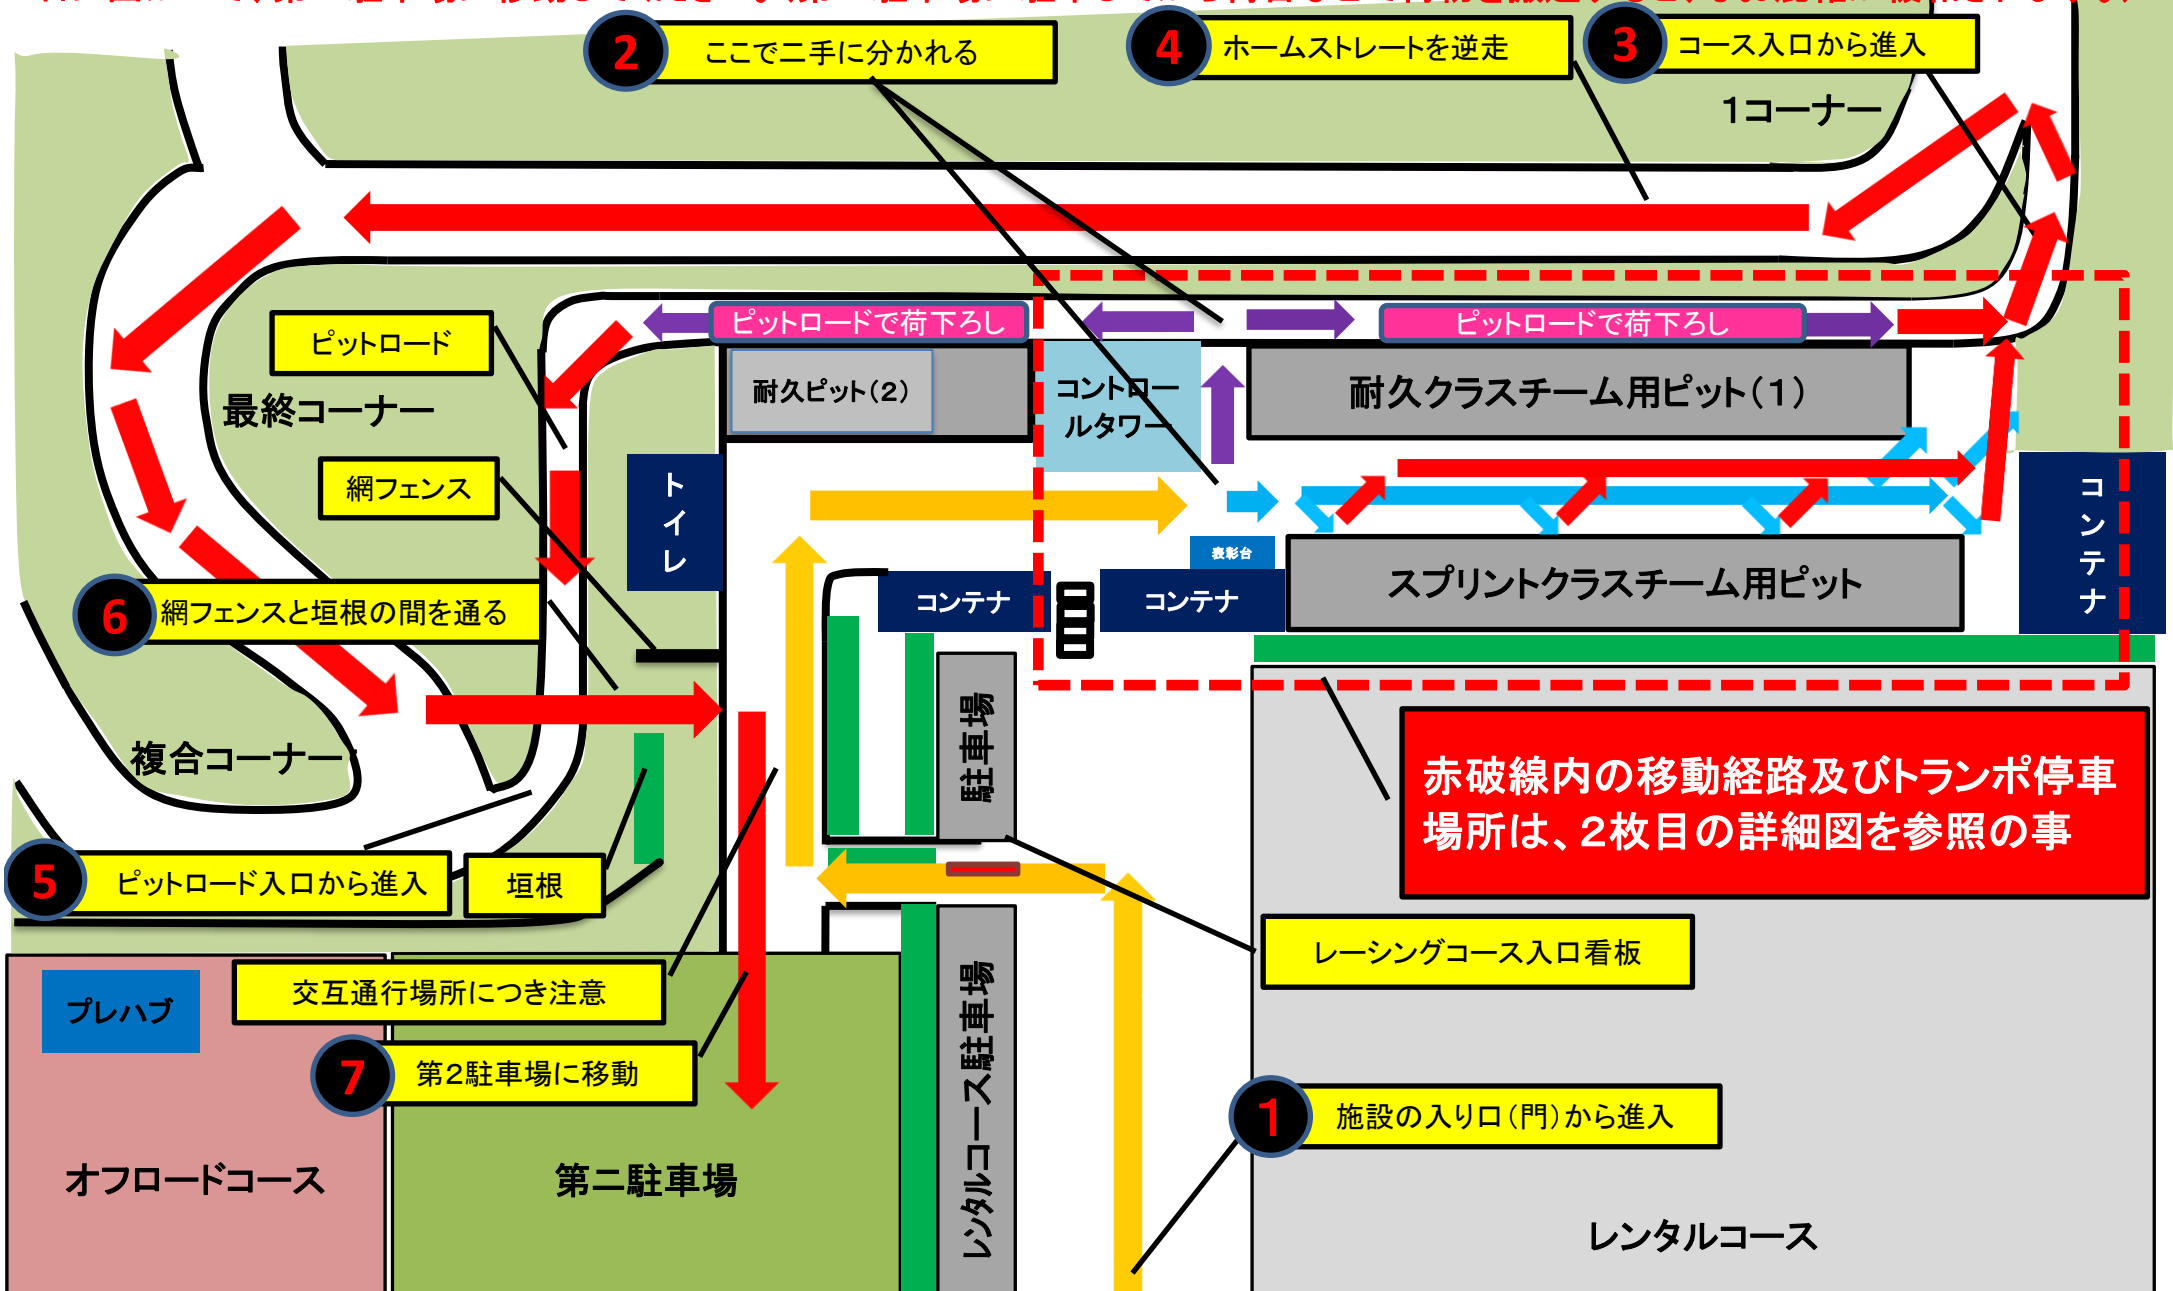 2
ここで二手に分かれる
4
ホームストレートを逆走
3
コース入口から進入
1コーナー
ピットロードで荷下ろし
ピットロードで荷下ろし
ピットロード
耐久ピット(2)
コントロー
ルタワー
耐久クラスチーム用ピット(1)
最終コーナー
網フェンス
トイレ
コンテナ
表彰台
コンテナ
コンテナ
スプリントクラスチーム用ピット
6
網フェンスと垣根の間を通る
駐車場
複合コーナー
赤破線内の移動経路及びトランポ停車
場所は、2枚目の詳細図を参照の事
5
ピットロード入口から進入
垣根
レーシングコース入口看板
プレハブ
交互通行場所につき注意
レンタルコース駐車場
7
第2駐車場に移動
1
施設の入り口(門)から進入
オフロードコース
第二駐車場
レンタルコース